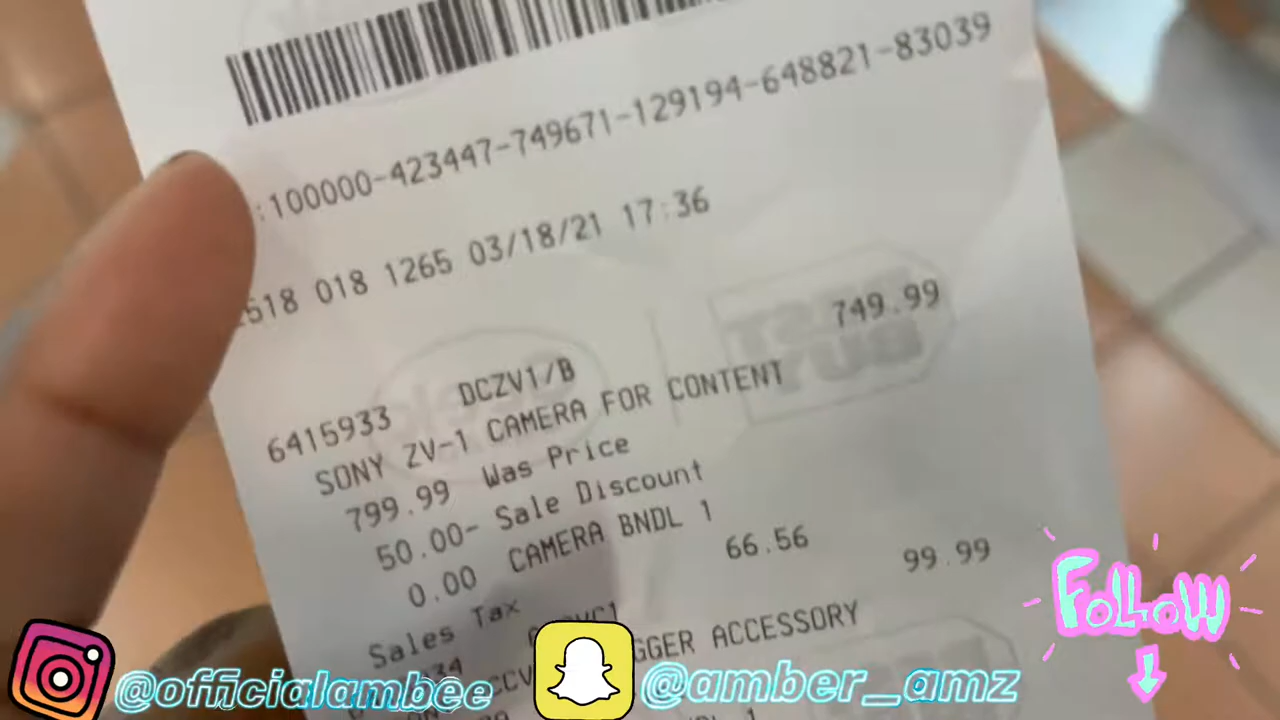 :100000-423447-749671-129194-648821-83039
518 018 1265 03/18/21 17:36
6415933 DCZV1/B 749.99
SONY ZV-1 CAMERA FOR CONTENT
799.99 Was Price
50.00- Sale Discount
0.00 CAMERA BNDL 1
Sales Tax 66.56
99.99
GGER ACCESSORY
FOLLOW
@officialambee
@amber_amz